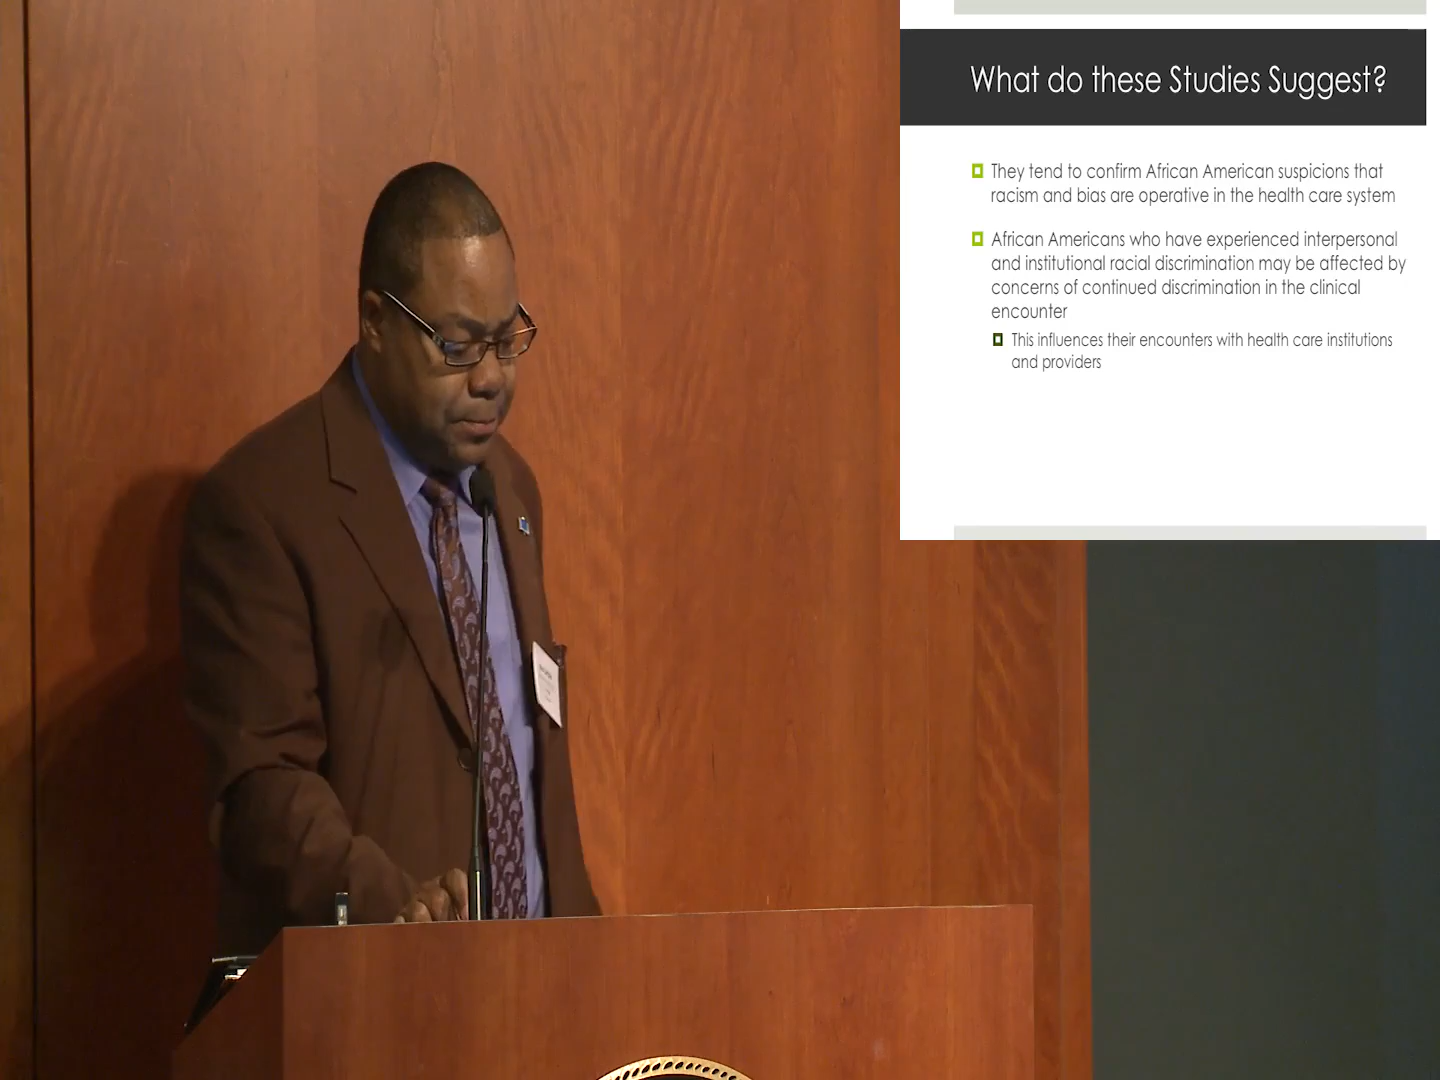 What do these Studies Suggest?
They tend to confirm African American suspicions that
racism and bias are operative in the health care system
African Americans who have experienced interpersonal
and institutional racial discrimination may be affected by
concerns of continued discrimination in the clinical
encounter
This influences their encounters with health care institutions
and providers